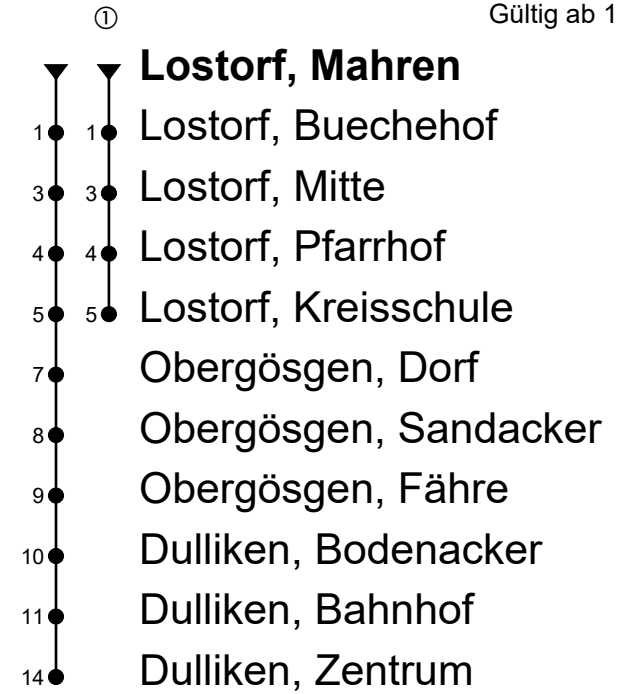 ① Gültig ab 1
Lostorf, Mahren
1 1 Lostorf, Buechehof
3 3 Lostorf, Mitte
4 4 Lostorf, Pfarrhof
5 5 Lostorf, Kreisschule
7 Obergösgen, Dorf
8 Obergösgen, Sandacker
9 Obergösgen, Fähre
10 Dulliken, Bodenacker
11 Dulliken, Bahnhof
14 Dulliken, Zentrum